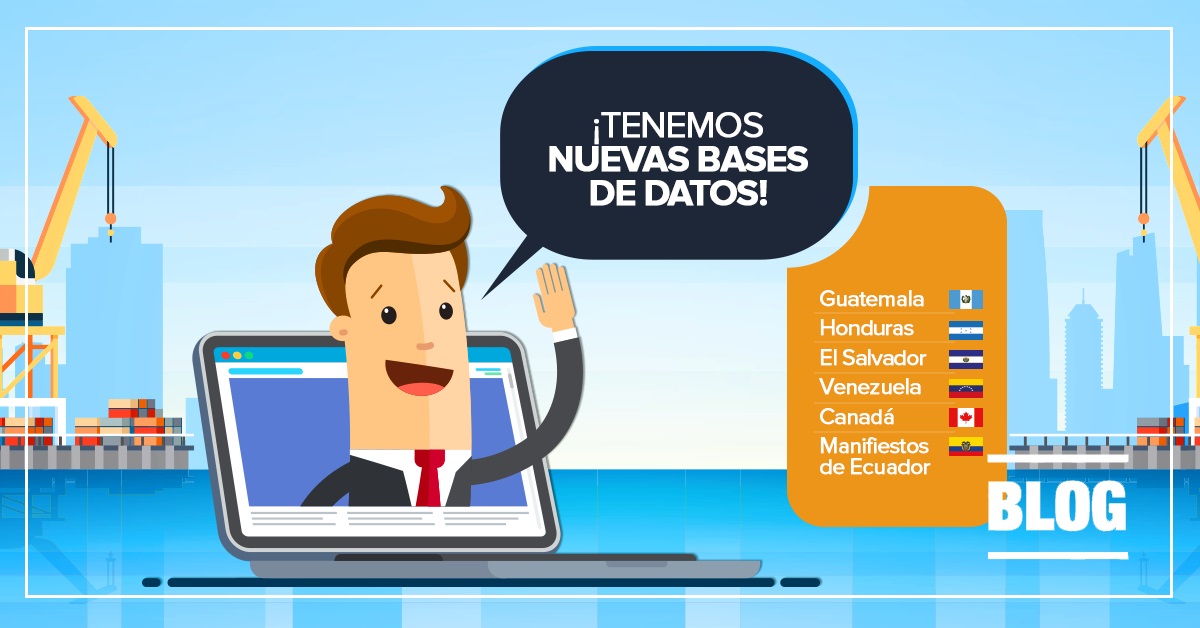 ¡TENEMOS
NUEVAS BASES
DE DATOS!
Guatemala
Honduras
El Salvador
Venezuela
Canadá
Manifiestos
de Ecuador
BLOG